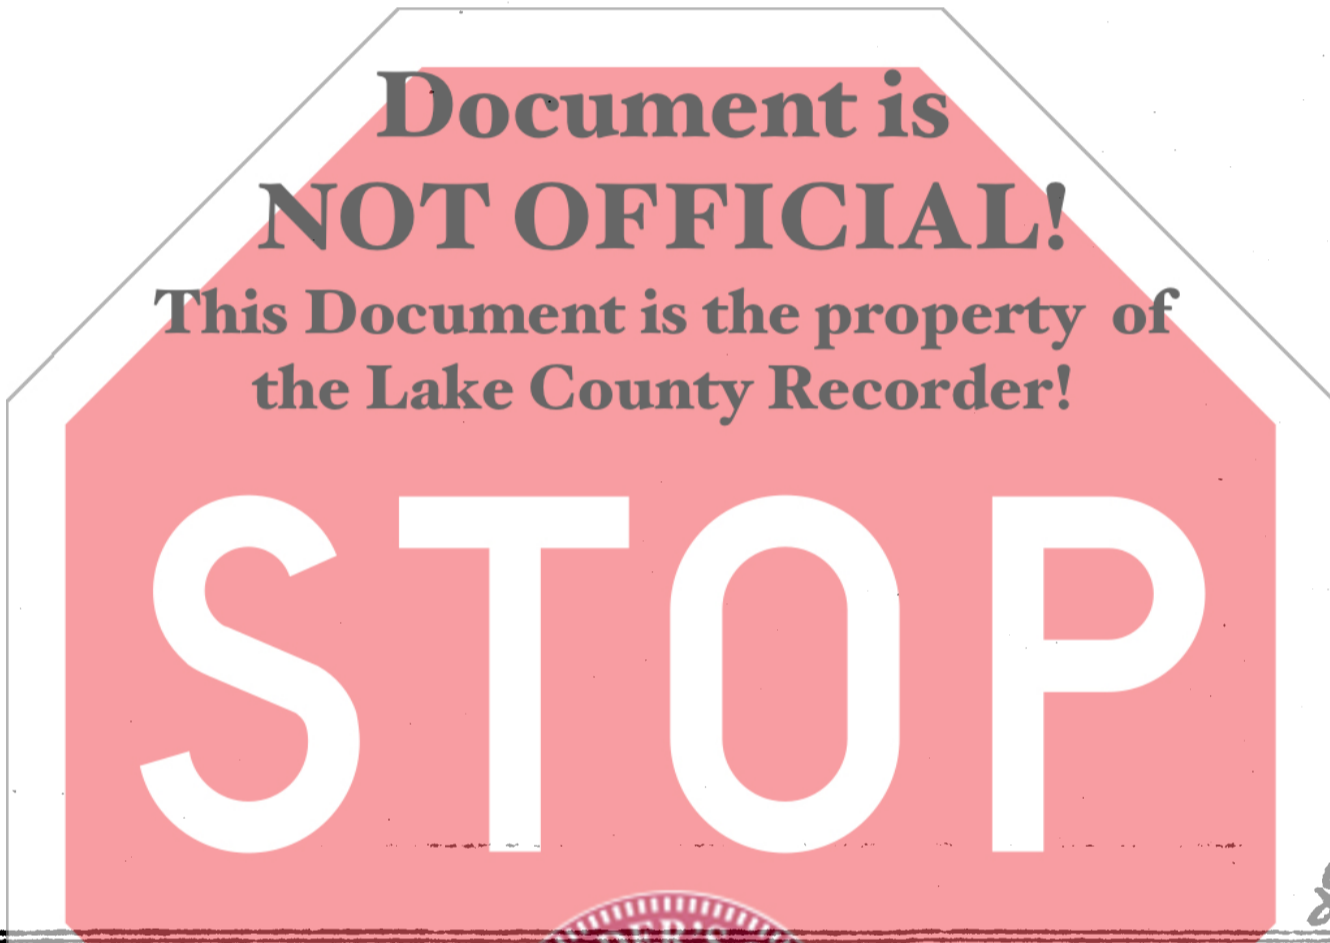 Document is
NOT OFFICIAL!
This Document is the property of
the Lake County Recorder!
STOP